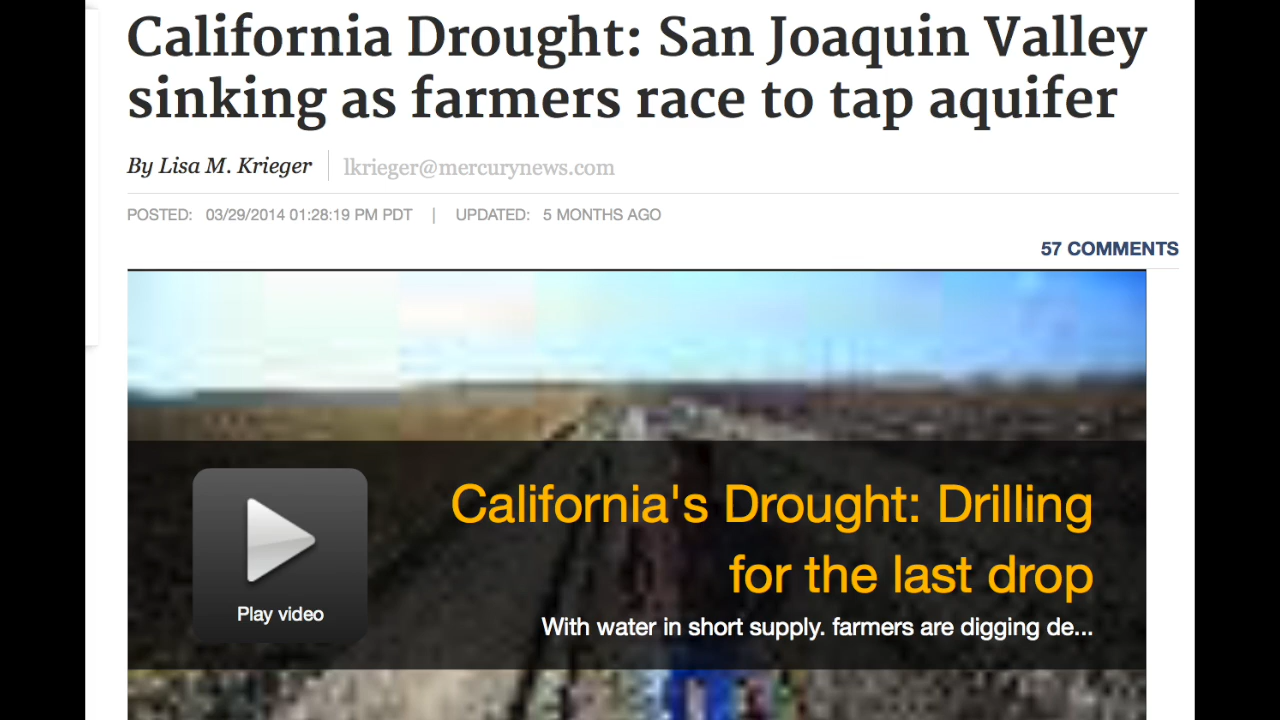 California Drought: San Joaquin Valley
sinking as farmers race to tap aquifer
By Lisa M. Krieger | lkrieger@mercurynews.com
POSTED: 03/29/2014 01:28:19 PM PDT | UPDATED: 5 MONTHS AGO
57 COMMENTS
California's Drought: Drilling
for the last drop
With water in short supply. farmers are digging de...
Play video